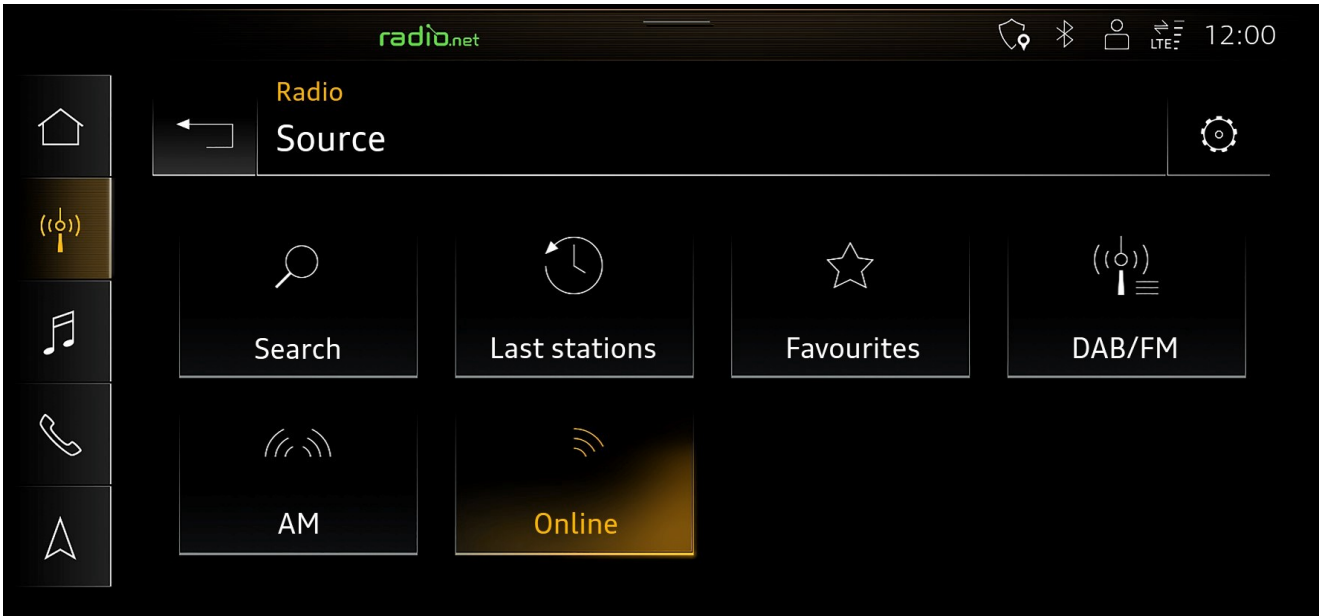 radio.net
LTE
12:00
Radio
Source
Search
Last stations
Favourites
DAB/FM
AM
Online